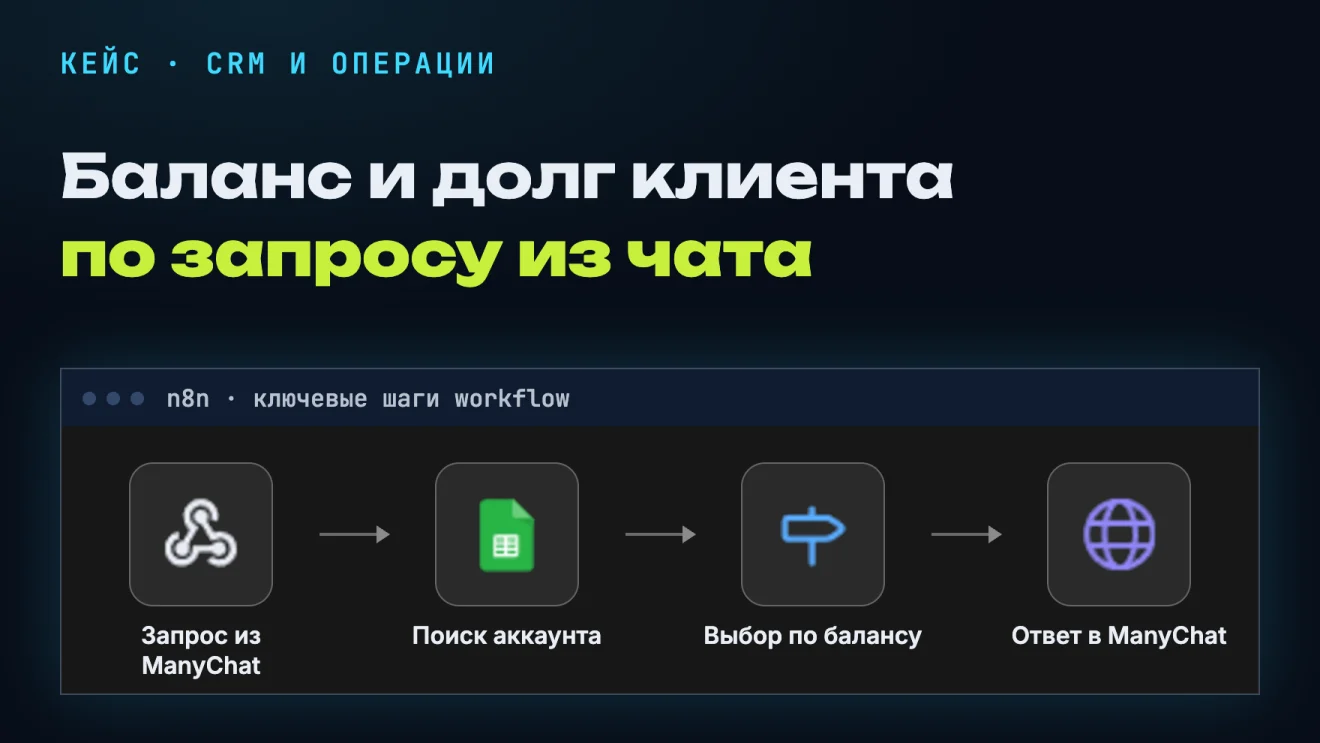 КЕЙС · CRM И ОПЕРАЦИИ
Баланс и долг клиента
по запросу из чата
n8n · ключевые шаги workflow
Запрос из
ManyChat
Поиск аккаунта
Выбор по балансу
Ответ в ManyChat